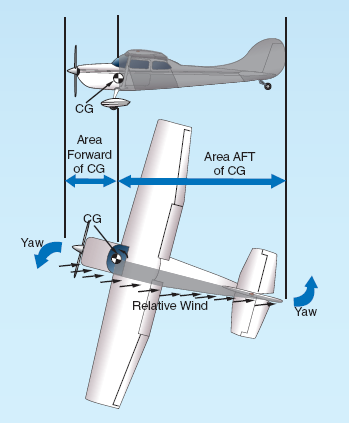 CG
Area
Forward
of CG
Area AFT
of CG
CG
Yaw
Relative Wind
Yaw